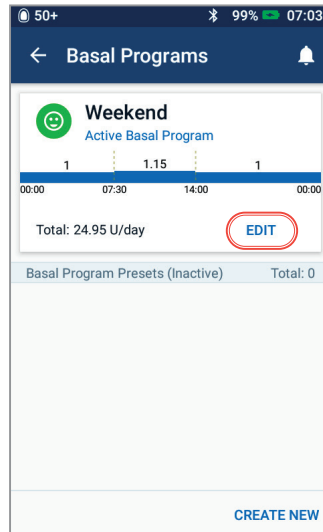 50+ 99% 07:03
Basal Programs
Weekend
Active Basal Program
1 1.15 1
00:00 07:30 14:00 00:00
Total: 24.95 U/day EDIT
Basal Program Presets (Inactive) Total: 0
CREATE NEW